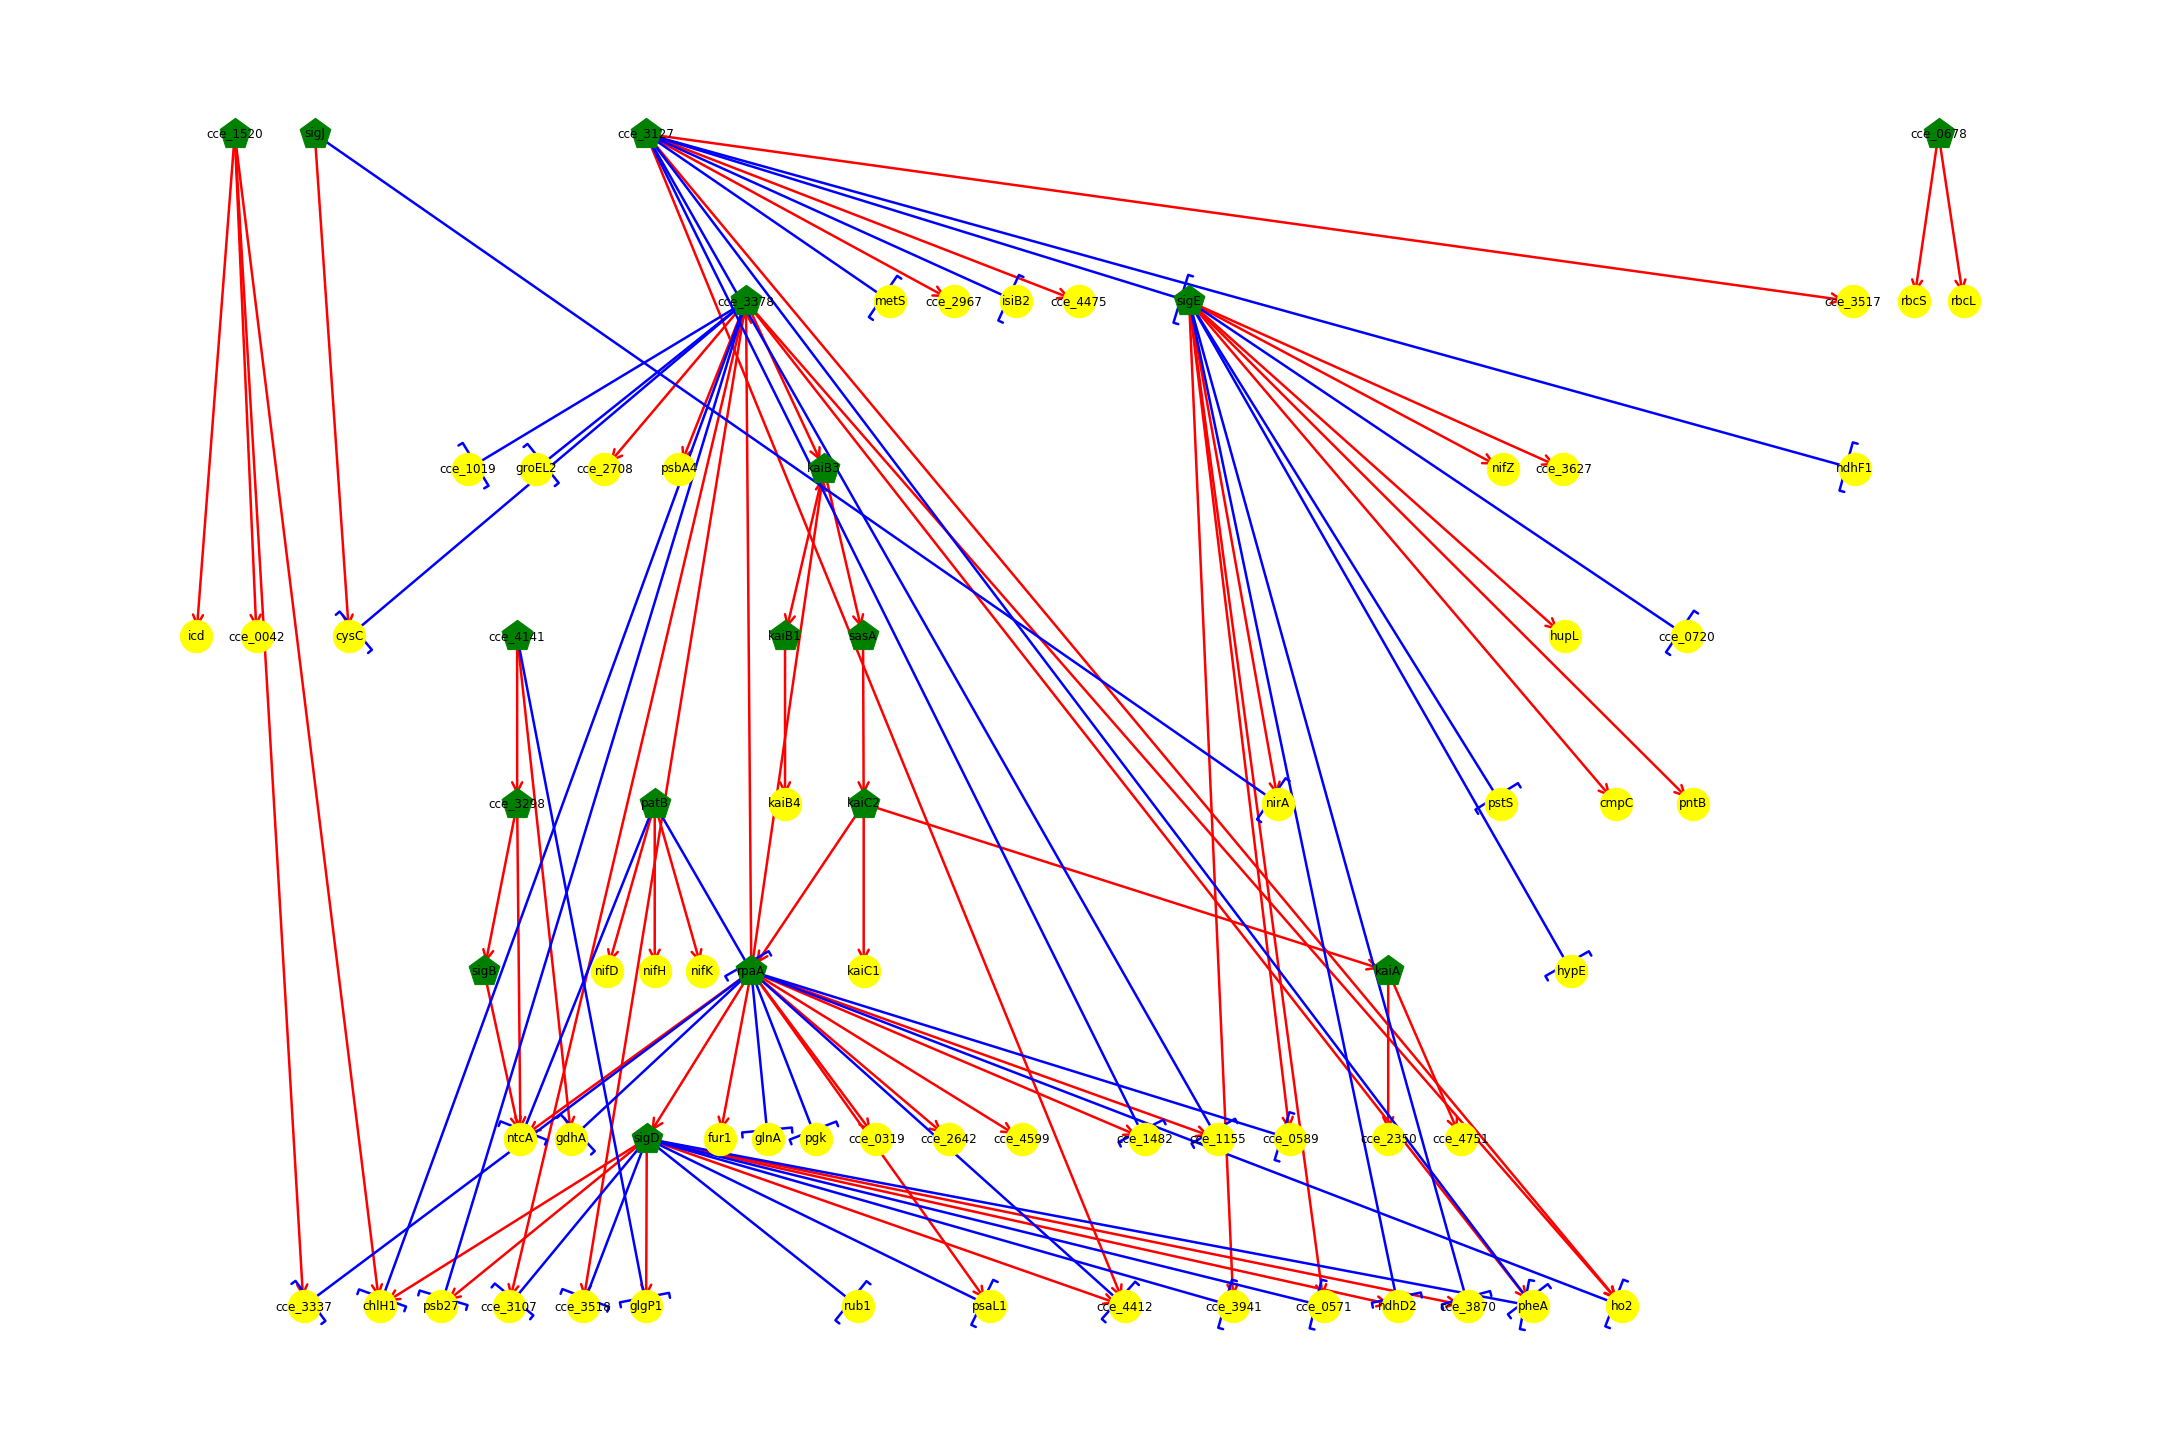 cce_1520 sigJ cce_3127 cce_0678
cce_3378 metS cce_2967 isiB2 cce_4475 sigE cce_3517 rbcS rbcL
cce_1019 groEL2 cce_2708 psbA4 kaiB3 nifZ cce_3627 ndhF1
icd cce_0042 cysC cce_4141 kaiB1 sasA hupL cce_0720
cce_3298 patB kaiB4 kaiC2 nirA pstS cmpC pntB
sigB nifD nifH nifK rpaA kaiC1 kaiA hypE
ntcA gdhA sigD fur1 glnA pgk cce_0319 cce_2642 cce_4599 cce_1482 cce_1155 cce_0589 cce_2350 cce_4751
cce_3337 chlH1 psb27 cce_3107 cce_3518 glgP1 rub1 psaL1 cce_4412 cce_3941 cce_0571 ndhD2 cce_3870 pheA ho2